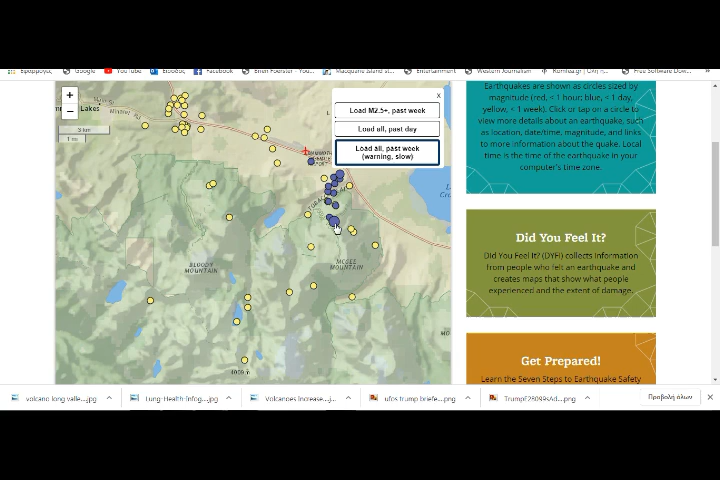 Google YouTube Facebook Macquarie Island st... Entertainment Western Journalism
+
−
Lakes
3 km
x
Load M2.5+, past week
Load all, past day
Load all, past week
(warning, slow)
BLOODY
MOUNTAIN
MCGEE
MOUNTAIN
Earthquakes are shown as circles sized by
magnitude (red, < 1 hour; blue, < 1 day,
yellow, < 1 week). Click or tap on a circle to
view more details about an earthquake, such
as location, date/time, magnitude, and links
to more information about the quake. Local
time is the time of the earthquake in your
computer's time zone.
Did You Feel It?
Did You Feel It? (DYFI) collects information
from people who felt an earthquake and
creates maps that show what people
experienced and the extent of damage.
Get Prepared!
Learn the Seven Steps to Earthquake Safety
volcano long valle....jpg
Lung-Health-Infog....jpg
Volcanoes Increase....j...
ufos trump briefe....png
Προβολή όλων